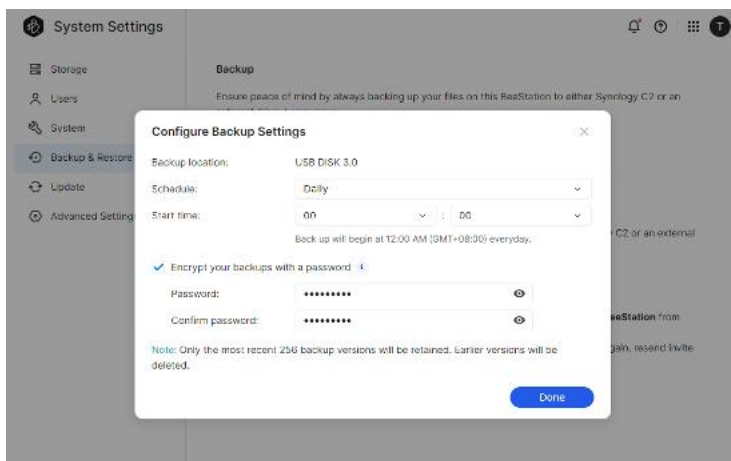 System Settings
T
Storage
Users
System
Backup & Restore
Update
Advanced Setting
Backup
Ensure peace of mind by always backing up your files on this BeeStation to either Synology C2 or an
Configure Backup Settings
Backup location: USB DISK 3.0
Schedule: Daily
Start time: 00 : 00
Back up will begin at 12:00 AM (GMT+08:00) everyday.
Encrypt your backups with a password
Password: •••••••••
Confirm password: •••••••••
Note: Only the most recent 256 backup versions will be retained. Earlier versions will be
deleted.
Done
C2 or an external
eeStation from
gain, resend invite